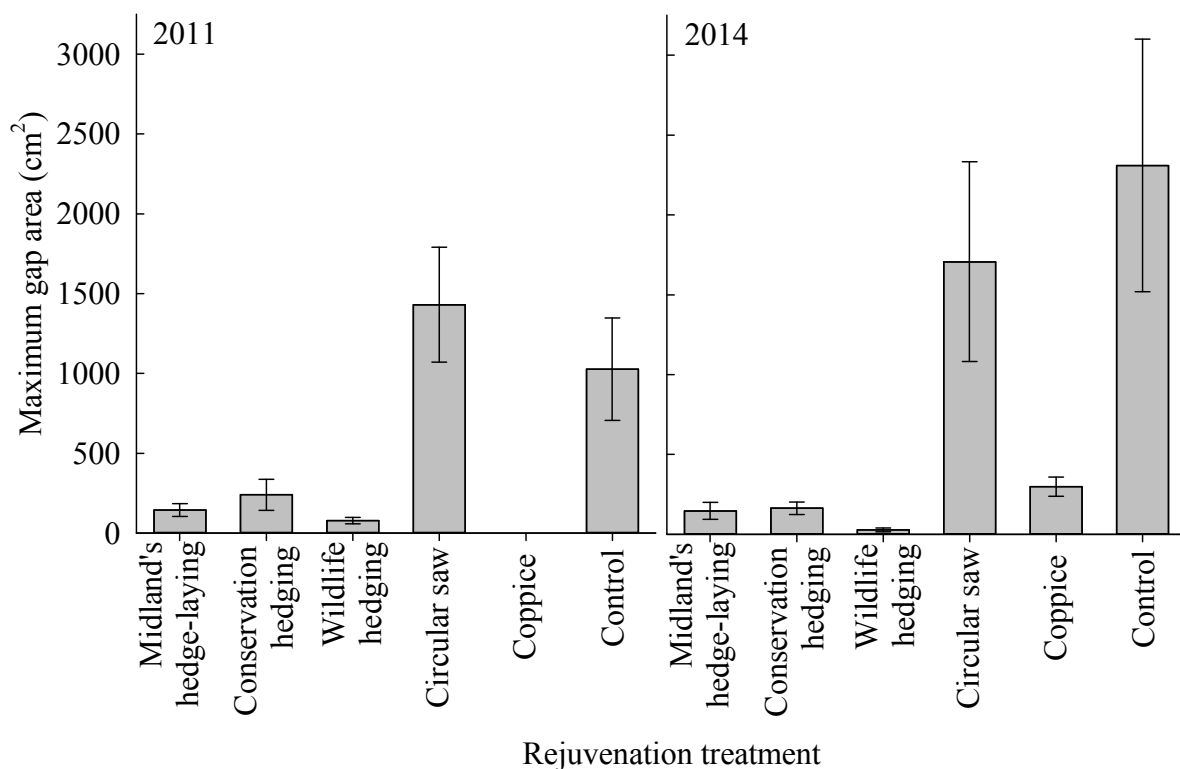 2011
2014
Maximum gap area (cm²)
3000
2500
2000
1500
1000
500
0
Midland's
hedge-laying
Conservation
hedging
Wildlife
hedging
Circular saw
Coppice
Control
Midland's
hedge-laying
Conservation
hedging
Wildlife
hedging
Circular saw
Coppice
Control
Rejuvenation treatment